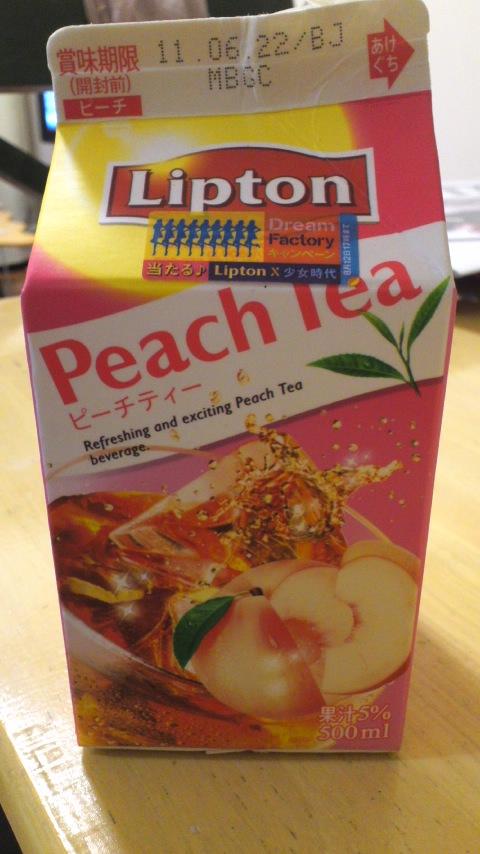 賞味期限
(開封前)
ピーチ
11.06.22/BJ
MBGC
あけ
ぐち
Lipton
Dream
Factory
キャンペーン
当たる♪
Lipton X 少女時代
Peach Tea
ピーチティー
Refreshing and exciting Peach Tea
beverage.
果汁5%
500ml